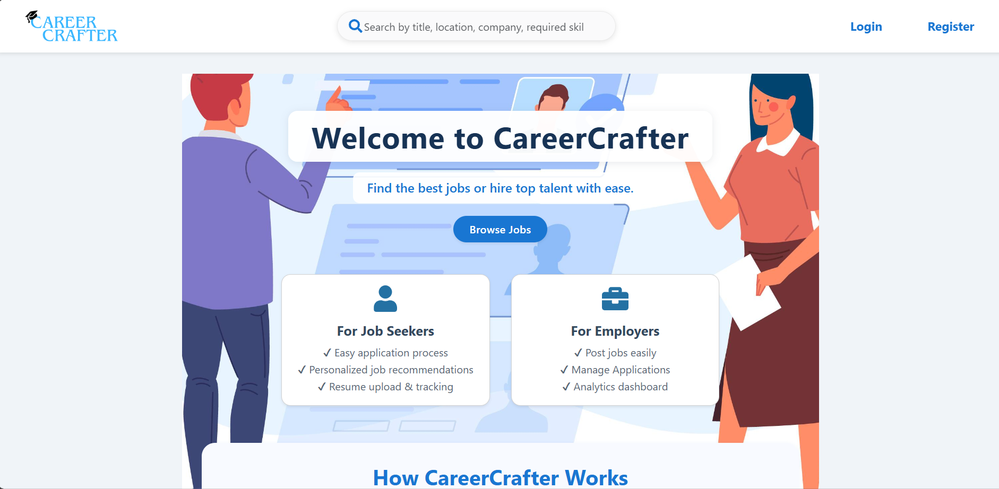 CAREER
CRAFTER
Search by title, location, company, required skil
Login
Register
Welcome to CareerCrafter
Find the best jobs or hire top talent with ease.
Browse Jobs
For Job Seekers
✓ Easy application process
✓ Personalized job recommendations
✓ Resume upload & tracking
For Employers
✓ Post jobs easily
✓ Manage Applications
✓ Analytics dashboard
How CareerCrafter Works